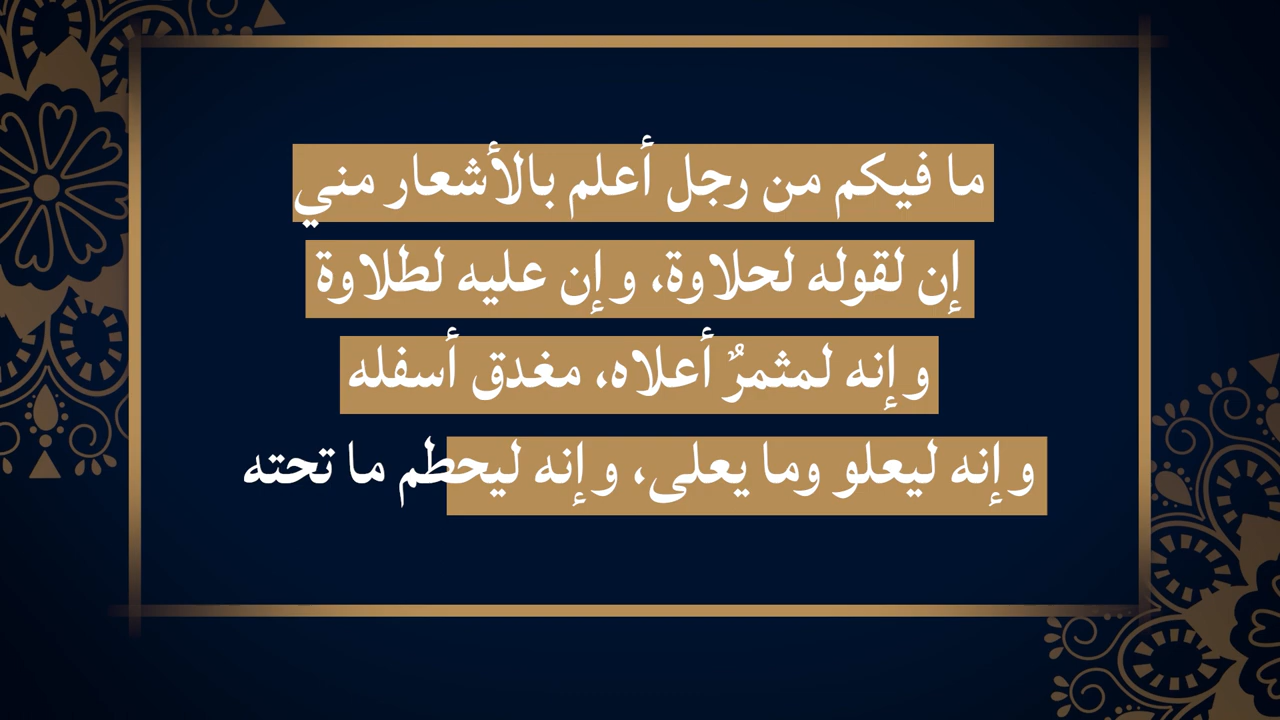 ما فيكم من رجل أعلم بالأشعار مني
إن لقوله لحلاوة، وإن عليه لطلاوة
وإنه لمثمرٌ أعلاه، مغدق أسفله
وإنه ليعلو وما يعلى، وإنه ليحطم ما تحته